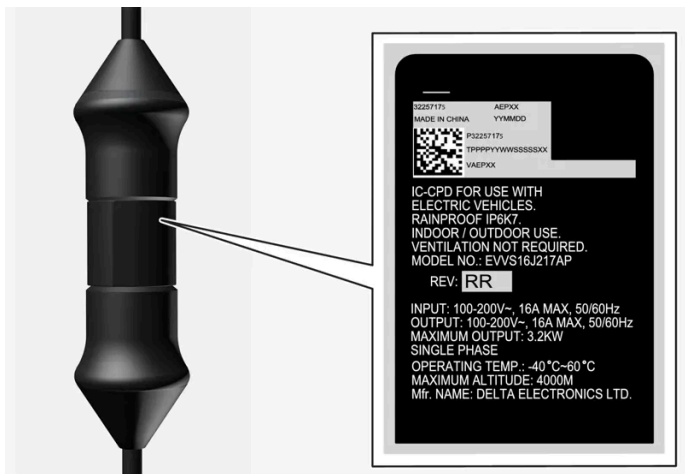 32257175 AEPXX
MADE IN CHINA YYMMDD
P32257175
TPPPPYYWWSSSSSXX
VAEPXX
IC-CPD FOR USE WITH
ELECTRIC VEHICLES.
RAINPROOF IP6K7.
INDOOR / OUTDOOR USE.
VENTILATION NOT REQUIRED.
MODEL NO.: EVVS16J217AP
REV: RR
INPUT: 100-200V~, 16A MAX, 50/60Hz
OUTPUT: 100-200V~, 16A MAX, 50/60Hz
MAXIMUM OUTPUT: 3.2KW
SINGLE PHASE
OPERATING TEMP.: -40°C~60°C
MAXIMUM ALTITUDE: 4000M
Mfr. NAME: DELTA ELECTRONICS LTD.